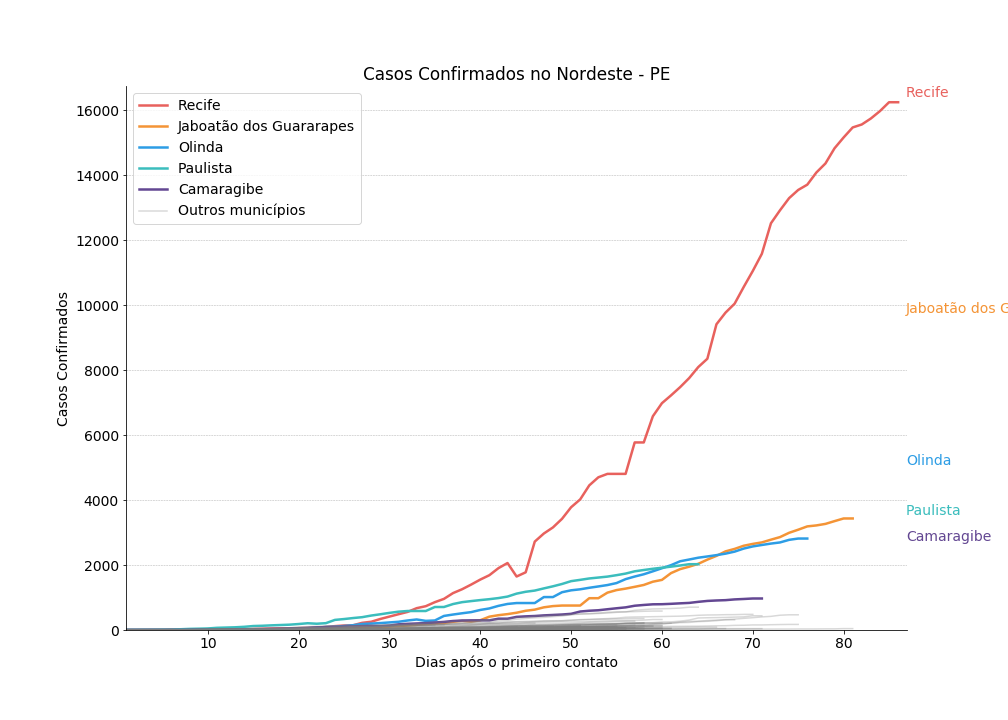 Casos Confirmados no Nordeste - PE
Recife
Jaboatão dos Guararapes
Olinda
Paulista
Camaragibe
Outros municípios
Recife
Jaboatão dos G
Olinda
Paulista
Camaragibe
Casos Confirmados
16000
14000
12000
10000
8000
6000
4000
2000
0
10 20 30 40 50 60 70 80
Dias após o primeiro contato